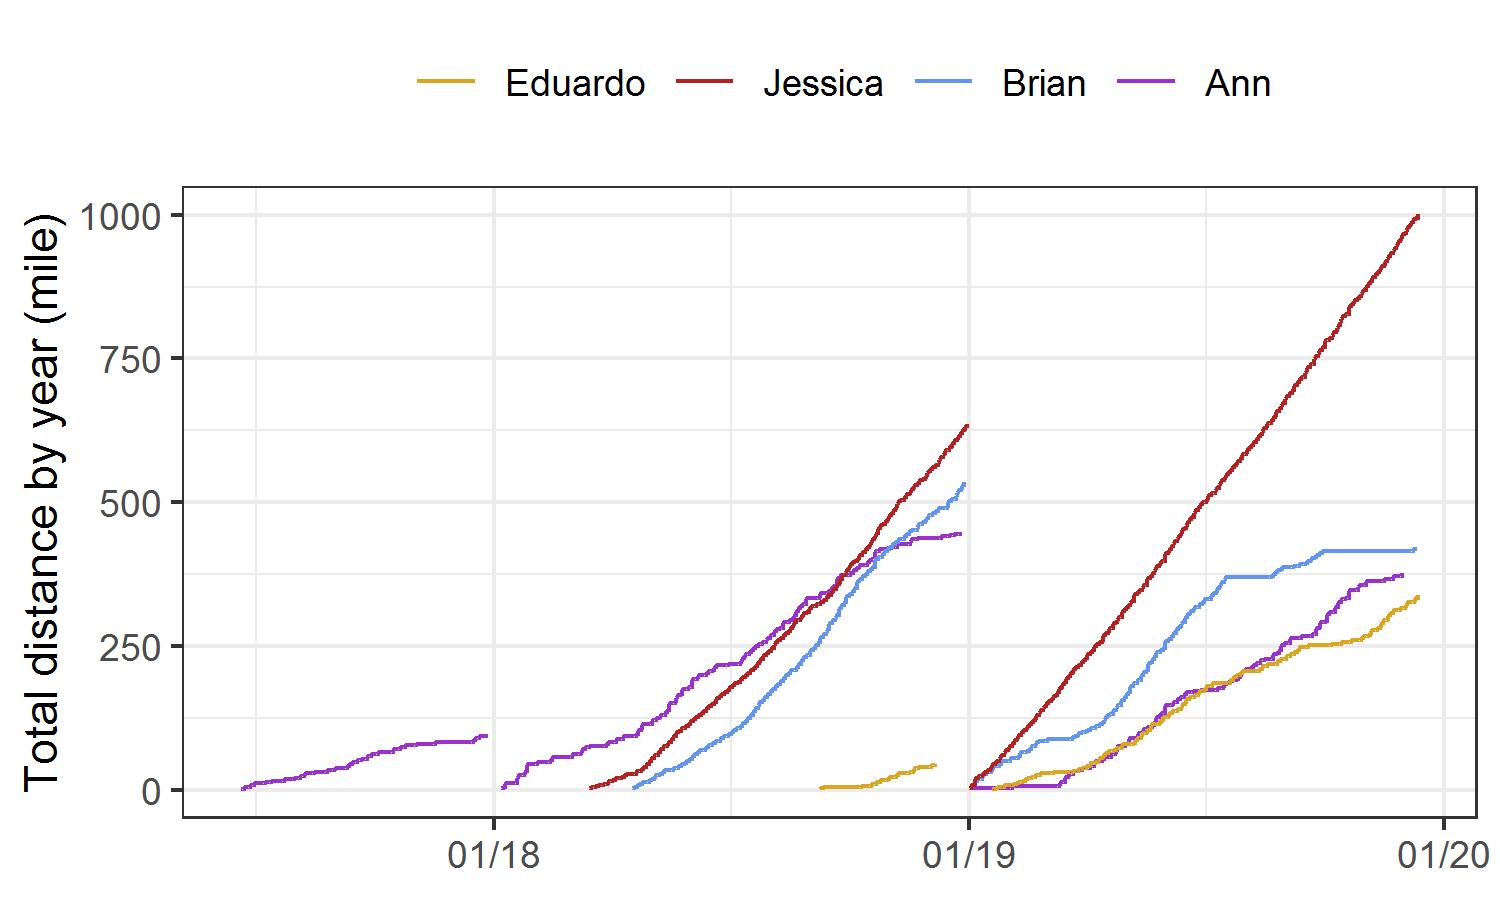 Eduardo Jessica Brian Ann
Total distance by year (mile)
1000
750
500
250
0
01/18 01/19 01/20